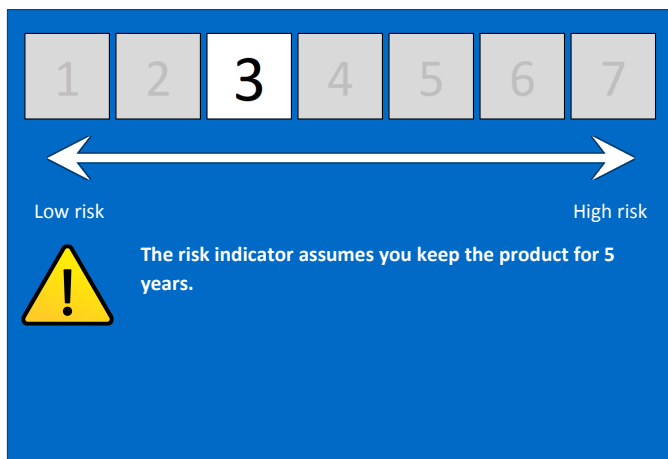 1 2 3 4 5 6 7
Low risk High risk
The risk indicator assumes you keep the product for 5
years.